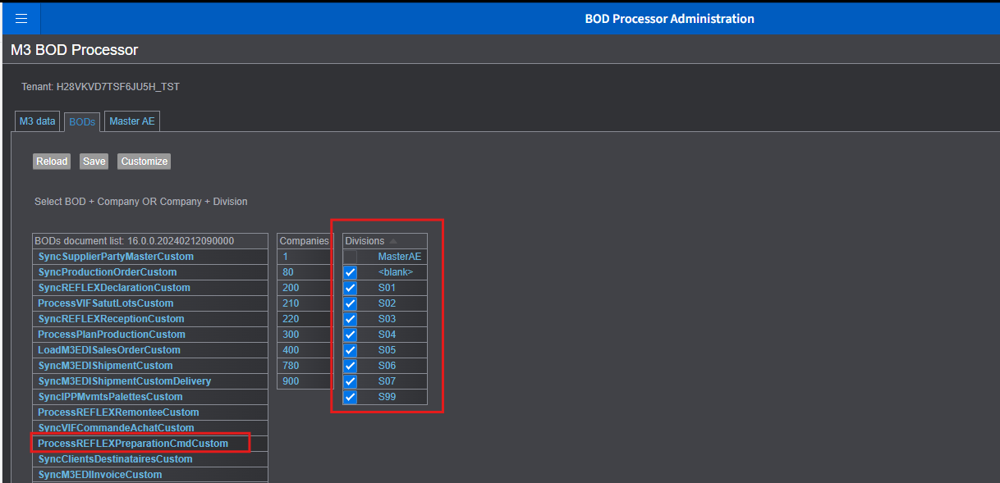 BOD Processor Administration
M3 BOD Processor
Tenant: H28VKVD7TSF6JU5H_TST
M3 data
BODs
Master AE
Reload
Save
Customize
Select BOD + Company OR Company + Division
BODs document list: 16.0.0.20240212090000
SyncSupplierPartyMasterCustom
SyncProductionOrderCustom
SyncREFLEXDeclarationCustom
ProcessVIFSatutLotsCustom
SyncREFLEXReceptionCustom
ProcessPlanProductionCustom
LoadM3EDISalesOrderCustom
SyncM3EDIShipmentCustom
SyncM3EDIShipmentCustomDelivery
SyncIPPMvmtsPalettesCustom
ProcessREFLEXRemonteeCustom
SyncVIFCommandeAchatCustom
ProcessREFLEXPreparationCmdCustom
SyncClientsDestinatairesCustom
SyncM3EDIInvoiceCustom
Companies
1
80
200
210
220
300
400
780
900
Divisions
MasterAE
<blank>
S01
S02
S03
S04
S05
S06
S07
S99